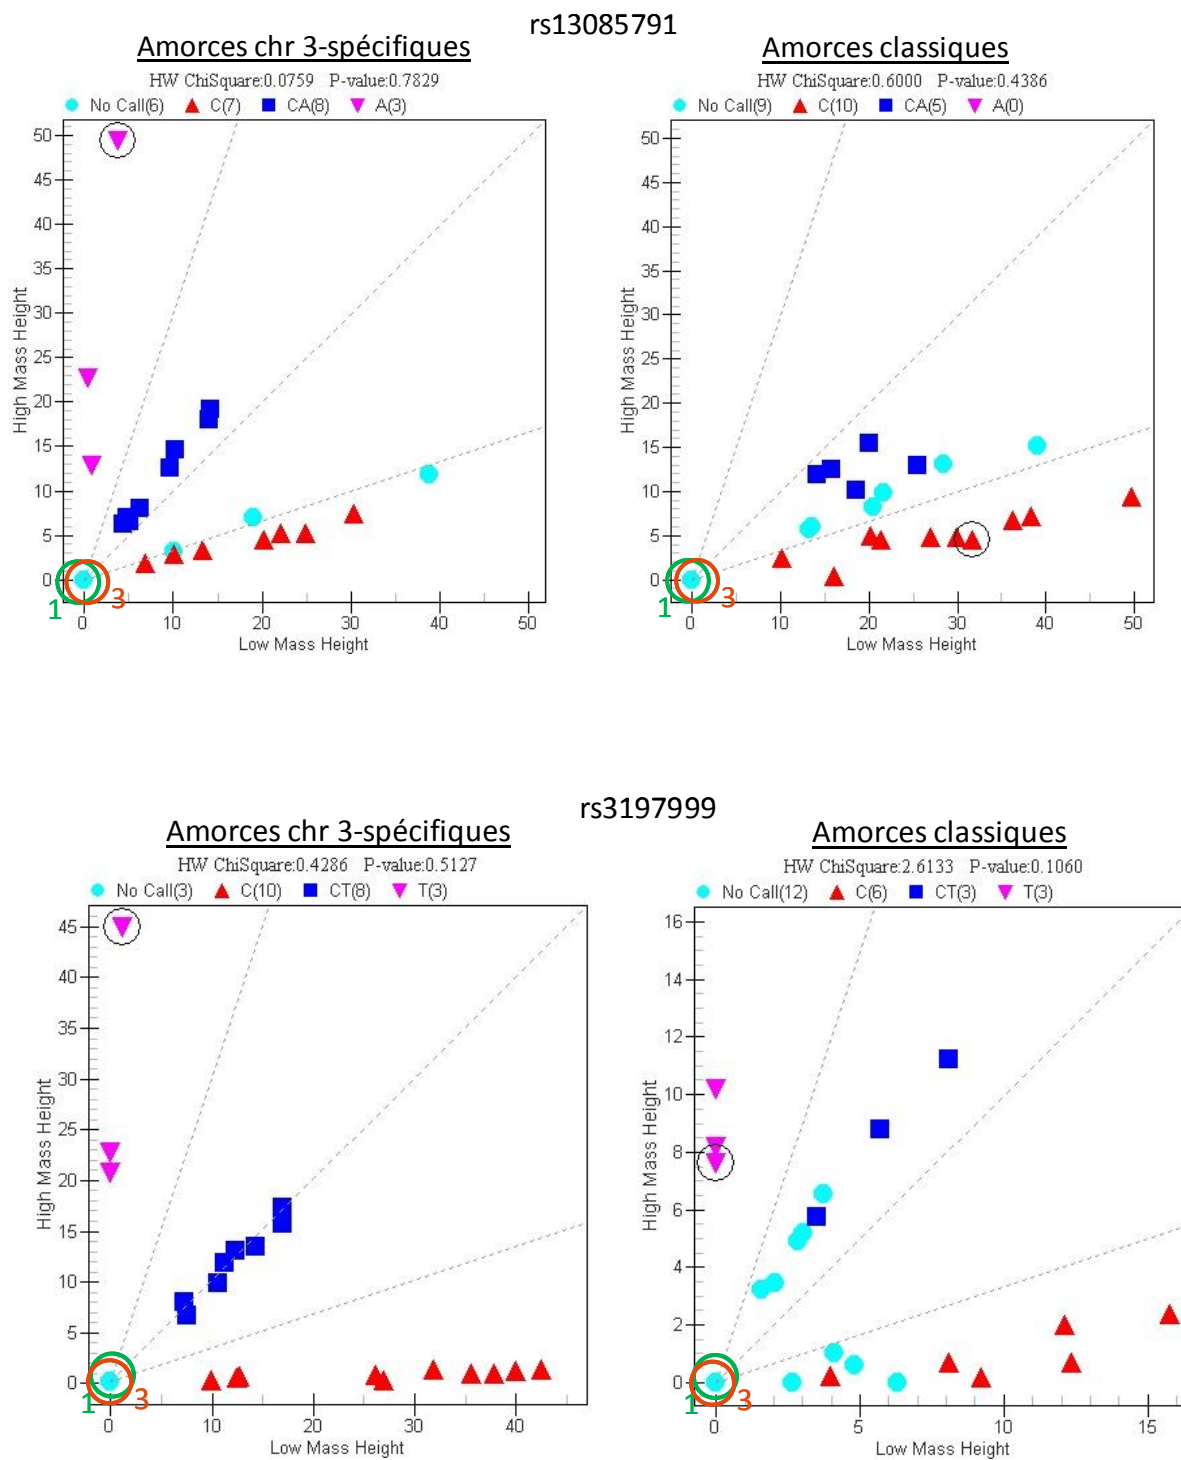 rs13085791
Amorces chr 3-spécifiques
HW ChiSquare:0.0759 P-value:0.7829
No Call(6) C(7) CA(8) A(3)
High Mass Height
50
45
40
35
30
25
20
15
10
5
0
1
3
0 10 20 30 40 50
Low Mass Height
Amorces classiques
HW ChiSquare:0.6000 P-value:0.4386
No Call(9) C(10) CA(5) A(0)
High Mass Height
50
45
40
35
30
25
20
15
10
5
0
1
3
0 10 20 30 40 50
Low Mass Height
rs3197999
Amorces chr 3-spécifiques
HW ChiSquare:0.4286 P-value:0.5127
No Call(3) C(10) CT(8) T(3)
High Mass Height
45
40
35
30
25
20
15
10
5
0
1
3
0 10 20 30 40
Low Mass Height
Amorces classiques
HW ChiSquare:2.6133 P-value:0.1060
No Call(12) C(6) CT(3) T(3)
High Mass Height
16
14
12
10
8
6
4
2
0
1
3
0 5 10 15
Low Mass Height